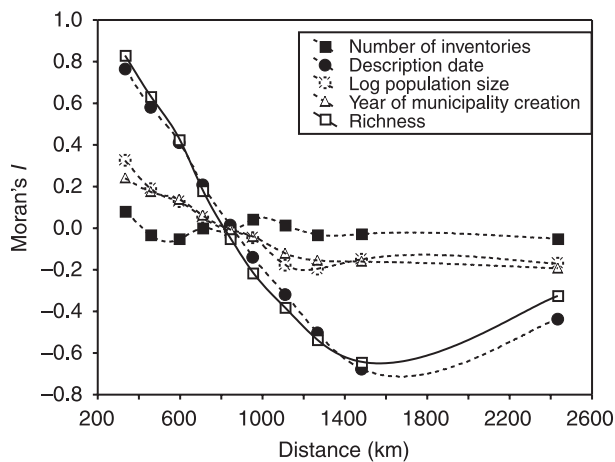 1.0
0.8
0.6
0.4
0.2
0.0
–0.2
–0.4
–0.6
–0.8
Moran's I
Number of inventories
Description date
Log population size
Year of municipality creation
Richness
200 600 1000 1400 1800 2200 2600
Distance (km)